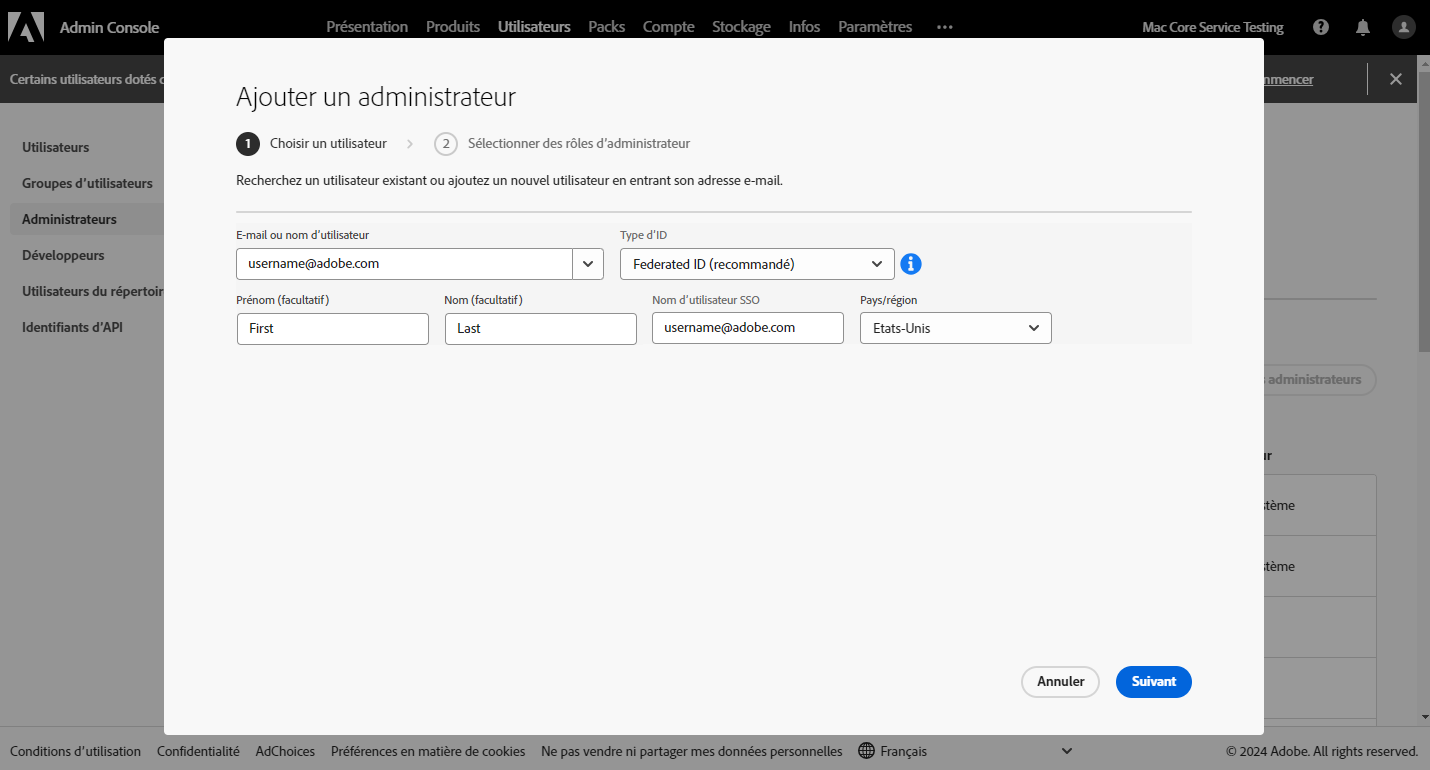 Admin Console
Présentation Produits Utilisateurs Packs Compte Stockage Infos Paramètres
Mac Core Service Testing
Certains utilisateurs dotés
Ajouter un administrateur
1 Choisir un utilisateur 2 Sélectionner des rôles d’administrateur
Recherchez un utilisateur existant ou ajoutez un nouvel utilisateur en entrant son adresse e-mail.
E-mail ou nom d’utilisateur Type d’ID
username@adobe.com Federated ID (recommandé)
Prénom (facultatif) Nom (facultatif) Nom d’utilisateur SSO Pays/région
First Last username@adobe.com Etats-Unis
Utilisateurs
Groupes d’utilisateurs
Administrateurs
Développeurs
Utilisateurs du répertoir
Identifiants d’API
mmencer
administrateurs
ur
stème
stème
Annuler Suivant
Conditions d’utilisation Confidentialité AdChoices Préférences en matière de cookies Ne pas vendre ni partager mes données personnelles Français © 2024 Adobe. All rights reserved.